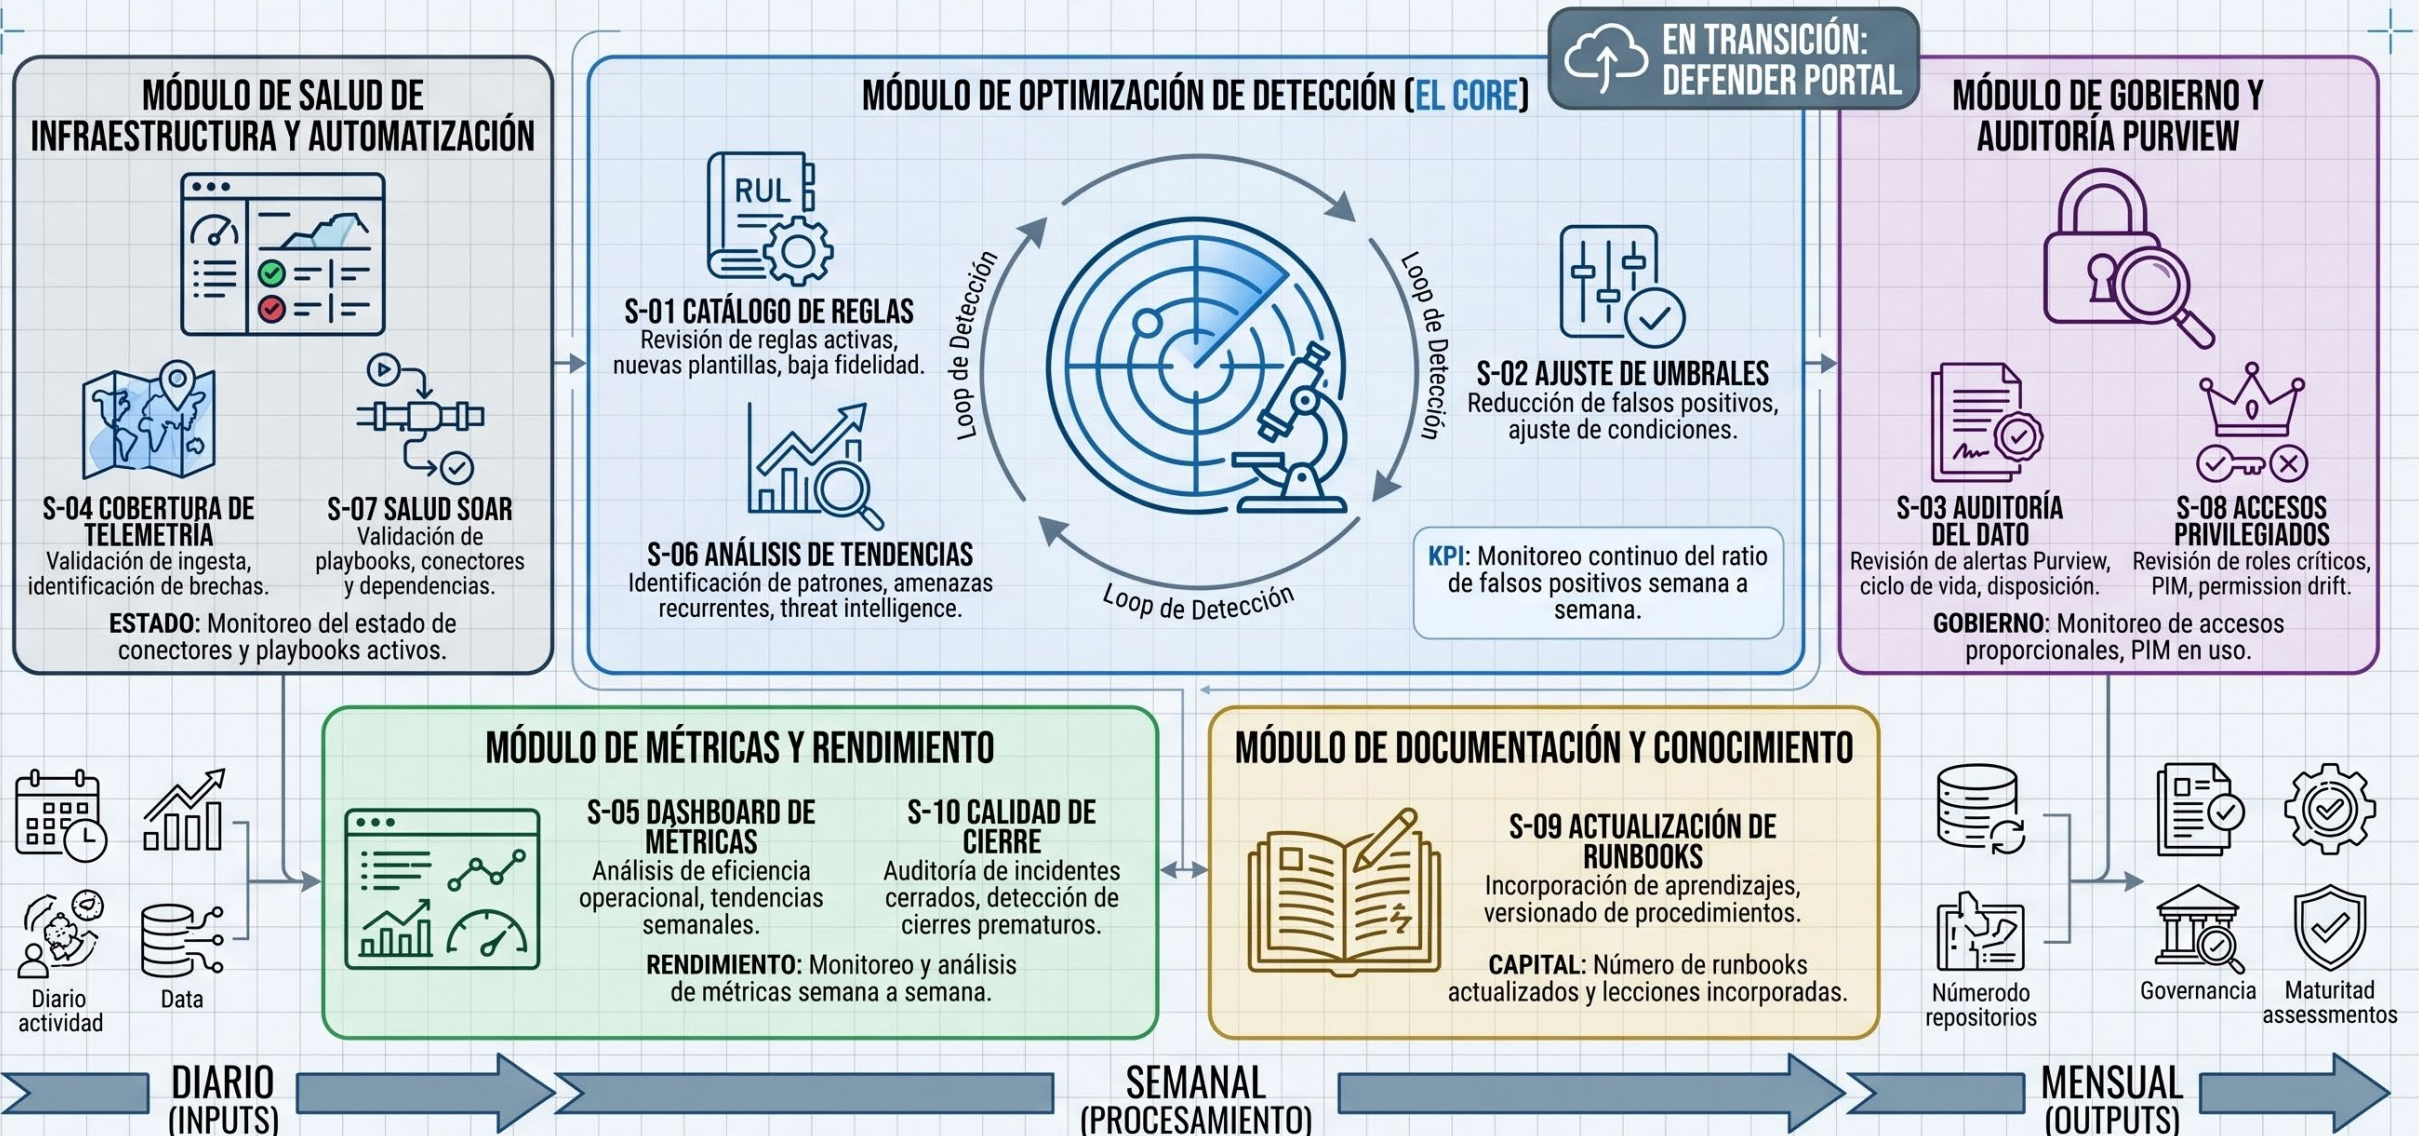 EN TRANSICIÓN:
DEFENDER PORTAL
MÓDULO DE SALUD DE
INFRAESTRUCTURA Y AUTOMATIZACIÓN
S-04 COBERTURA DE
TELEMETRÍA
Validación de ingesta,
identificación de brechas.
S-07 SALUD SOAR
Validación de
playbooks, conectores
y dependencias.
ESTADO: Monitoreo del estado de
conectores y playbooks activos.
MÓDULO DE OPTIMIZACIÓN DE DETECCIÓN (EL CORE)
RUL
S-01 CATÁLOGO DE REGLAS
Revisión de reglas activas,
nuevas plantillas, baja fidelidad.
S-06 ANÁLISIS DE TENDENCIAS
Identificación de patrones, amenazas
recurrentes, threat intelligence.
Loop de Detección
Loop de Detección
Loop de Detección
S-02 AJUSTE DE UMBRALES
Reducción de falsos positivos,
ajuste de condiciones.
KPI: Monitoreo continuo del ratio
de falsos positivos semana a
semana.
MÓDULO DE GOBIERNO Y
AUDITORÍA PURVIEW
S-03 AUDITORÍA
DEL DATO
Revisión de alertas Purview,
ciclo de vida, disposición.
S-08 ACCESOS
PRIVILEGIADOS
Revisión de roles críticos,
PIM, permission drift.
GOBIERNO: Monitoreo de accesos
proporcionales, PIM en uso.
Diario
actividad
Data
MÓDULO DE MÉTRICAS Y RENDIMIENTO
S-05 DASHBOARD DE
MÉTRICAS
Análisis de eficiencia
operacional, tendencias
semanales.
S-10 CALIDAD DE
CIERRE
Auditoría de incidentes
cerrados, detección de
cierres prematuros.
RENDIMIENTO: Monitoreo y análisis
de métricas semana a semana.
MÓDULO DE DOCUMENTACIÓN Y CONOCIMIENTO
S-09 ACTUALIZACIÓN DE
RUNBOOKS
Incorporación de aprendizajes,
versionado de procedimientos.
CAPITAL: Número de runbooks
actualizados y lecciones incorporadas.
Númerodo
repositorios
Governancia
Maturitad
assessmentos
DIARIO
(INPUTS)
SEMANAL
(PROCESAMIENTO)
MENSUAL
(OUTPUTS)